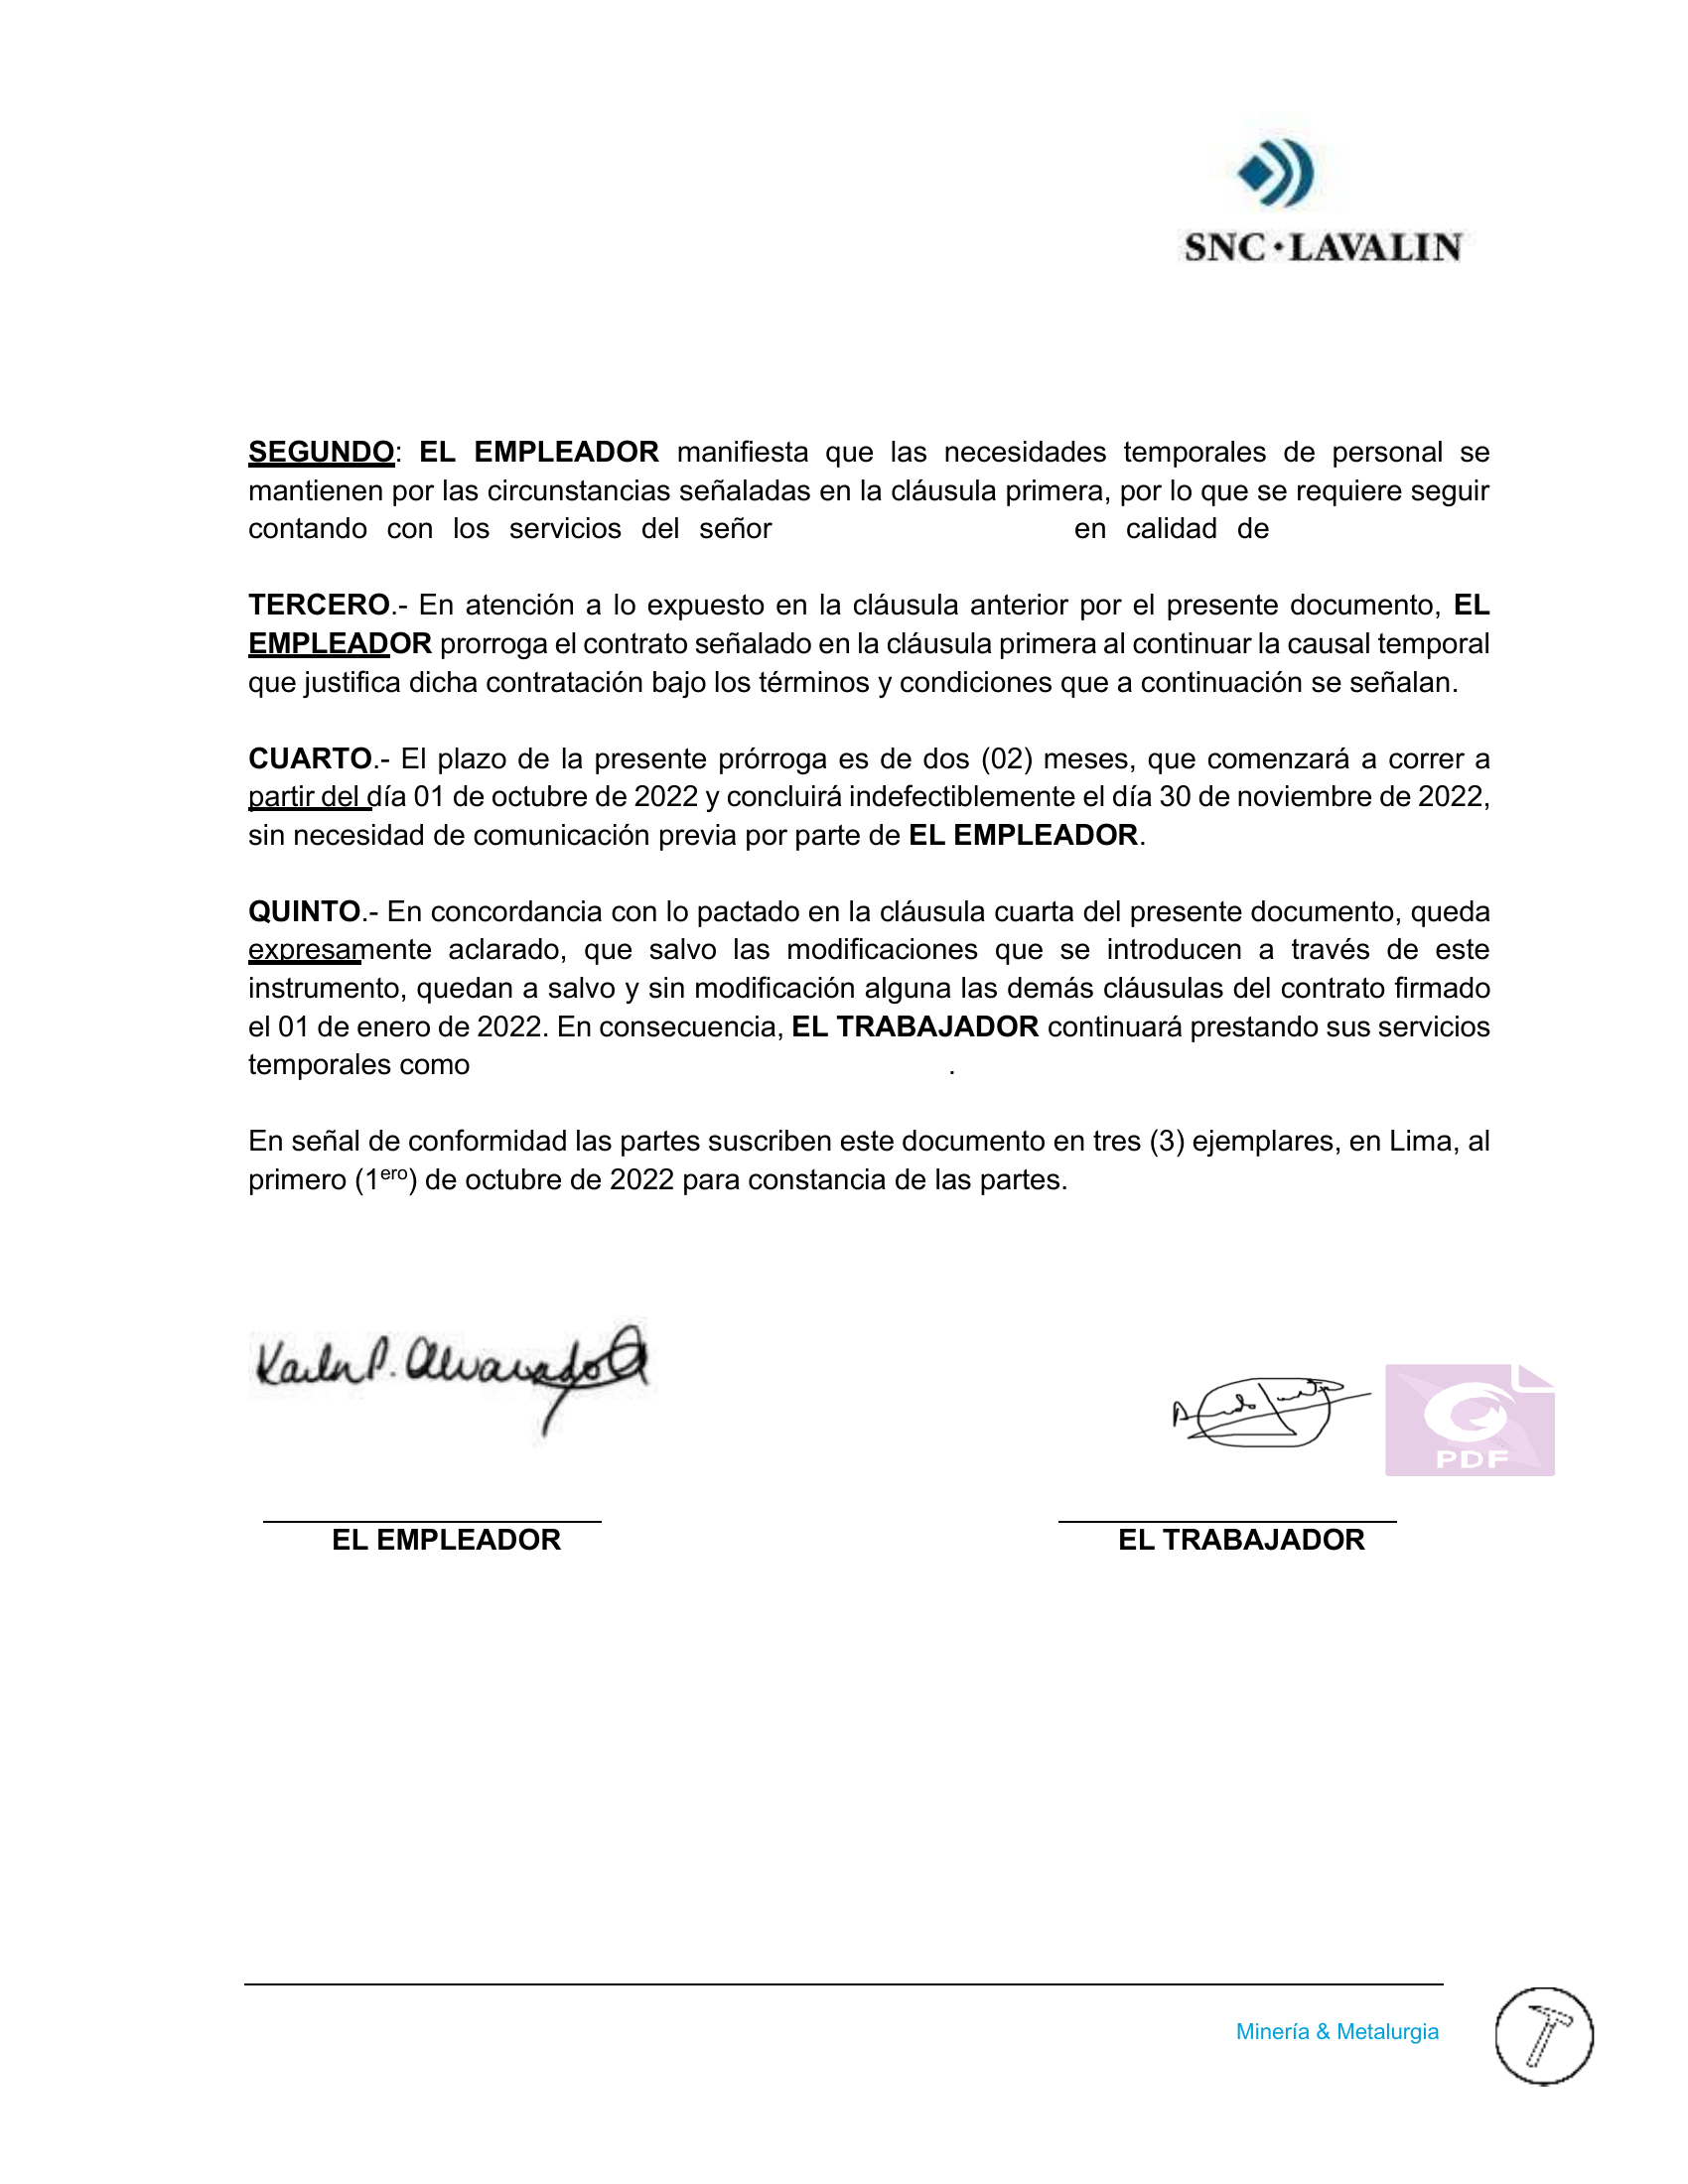 SNC·LAVALIN
SEGUNDO: EL EMPLEADOR manifiesta que las necesidades temporales de personal se
mantienen por las circunstancias señaladas en la cláusula primera, por lo que se requiere seguir
contando con los servicios del señor en calidad de
TERCERO.- En atención a lo expuesto en la cláusula anterior por el presente documento, EL
EMPLEADOR prorroga el contrato señalado en la cláusula primera al continuar la causal temporal
que justifica dicha contratación bajo los términos y condiciones que a continuación se señalan.
CUARTO.- El plazo de la presente prórroga es de dos (02) meses, que comenzará a correr a
partir del día 01 de octubre de 2022 y concluirá indefectiblemente el día 30 de noviembre de 2022,
sin necesidad de comunicación previa por parte de EL EMPLEADOR.
QUINTO.- En concordancia con lo pactado en la cláusula cuarta del presente documento, queda
expresamente aclarado, que salvo las modificaciones que se introducen a través de este
instrumento, quedan a salvo y sin modificación alguna las demás cláusulas del contrato firmado
el 01 de enero de 2022. En consecuencia, EL TRABAJADOR continuará prestando sus servicios
temporales como .
En señal de conformidad las partes suscriben este documento en tres (3) ejemplares, en Lima, al
primero (1ero) de octubre de 2022 para constancia de las partes.
P. Alvarado
PDF
EL EMPLEADOR
EL TRABAJADOR
Minería & Metalurgia